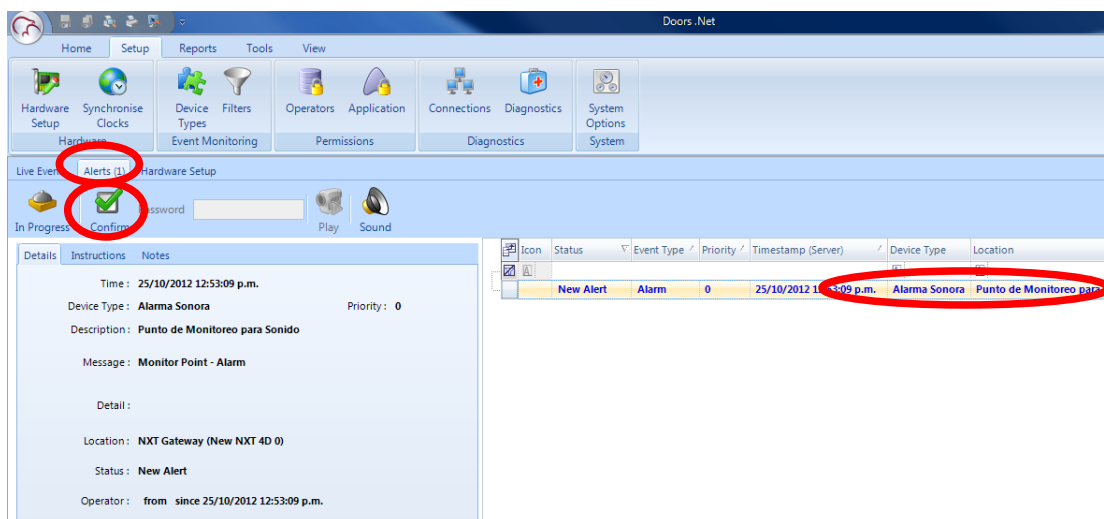 Doors .Net
Home Setup Reports Tools View
Hardware Setup
Synchronise Clocks
Device Types
Filters
Operators
Application
Connections
Diagnostics
System Options
Hardware
Event Monitoring
Permissions
Diagnostics
System
Live Alerts (1) Hardware Setup
In Progress
Confirm
Play
Sound
Details Instructions Notes
Time : 25/10/2012 12:53:09 p.m.
Device Type : Alarma Sonora Priority : 0
Description : Punto de Monitoreo para Sonido
Message : Monitor Point - Alarm
Detail :
Location : NXT Gateway (New NXT 4D 0)
Status : New Alert
Operator : from since 25/10/2012 12:53:09 p.m.
Icon Status Event Type Priority Timestamp (Server) Device Type Location
New Alert Alarm 0 25/10/2012 p.m. Alarma Sonora Punto de Monitoreo para